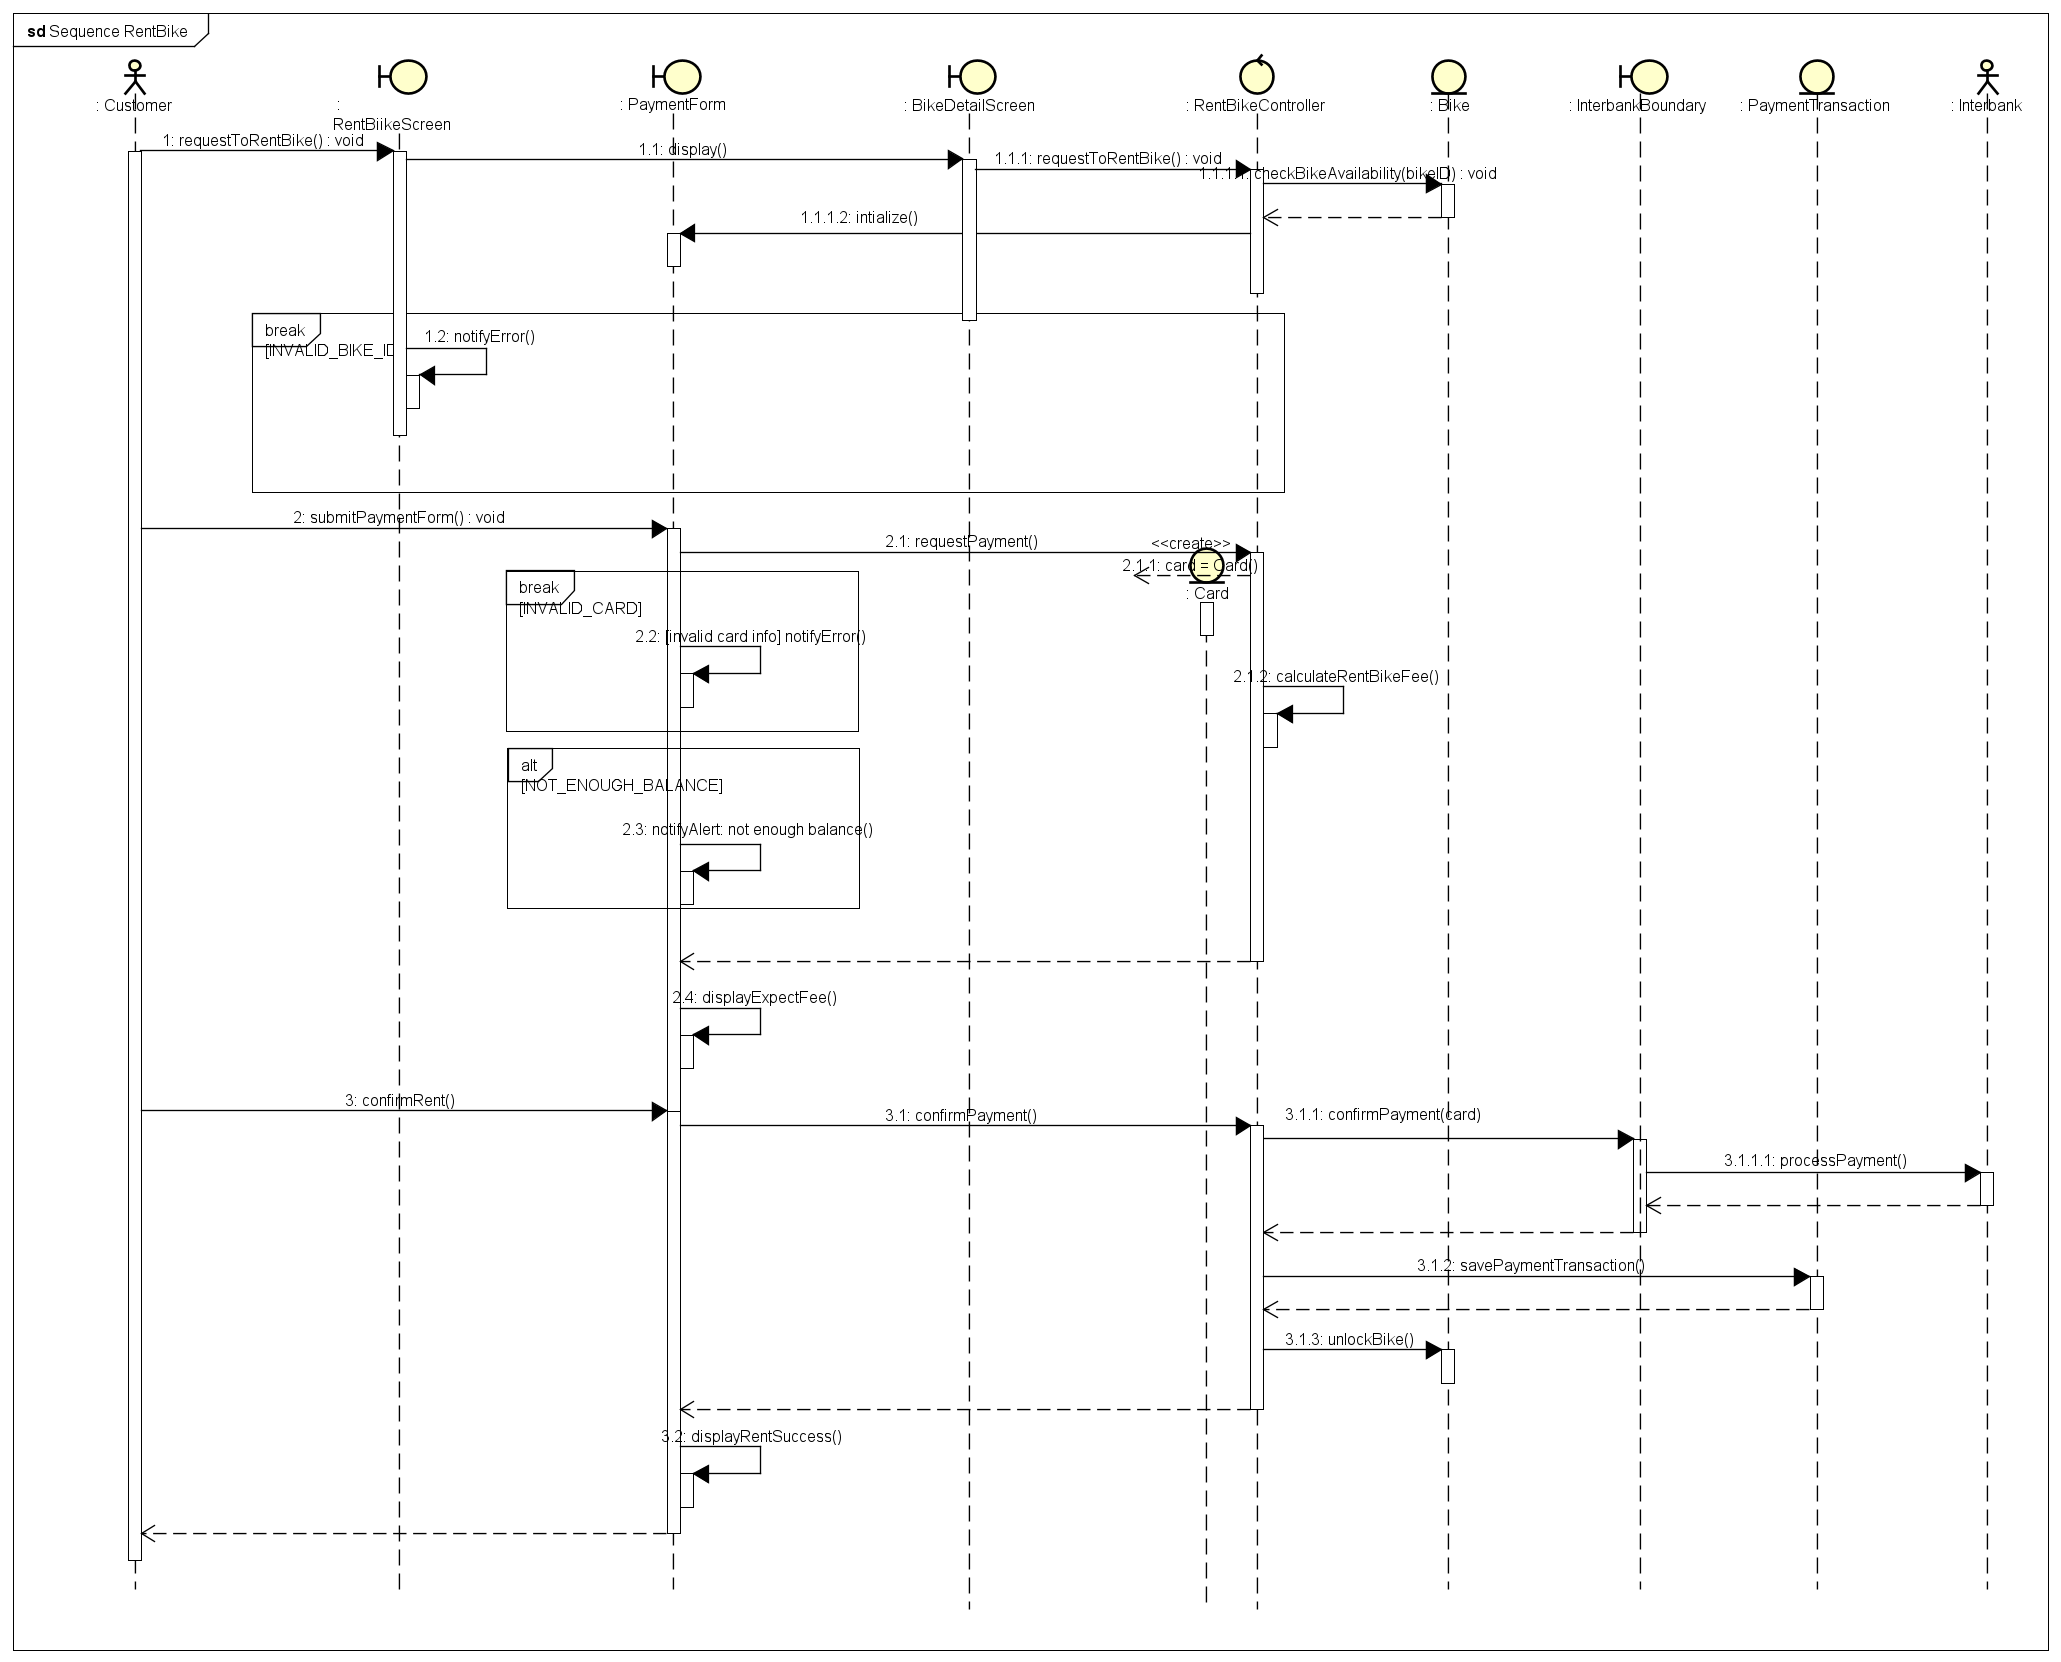 sd Sequence RentBike
: Customer
:
RentBiikeScreen
: PaymentForm
: BikeDetailScreen
: RentBikeController
: Bike
: InterbankBoundary
: PaymentTransaction
: Interbank
1: requestToRentBike() : void
1.1: display()
1.1.1: requestToRentBike() : void
1.1.1.1: checkBikeAvailability(bikeID) : void
1.1.1.2: intialize()
break
[INVALID_BIKE_ID
1.2: notifyError()
2: submitPaymentForm() : void
2.1: requestPayment()
<<create>>
2.1.1: card = Card()
: Card
break
[INVALID_CARD]
2.2: [invalid card info] notifyError()
2.1.2: calculateRentBikeFee()
alt
[NOT_ENOUGH_BALANCE]
2.3: notifyAlert: not enough balance()
2.4: displayExpectFee()
3: confirmRent()
3.1: confirmPayment()
3.1.1: confirmPayment(card)
3.1.1.1: processPayment()
3.1.2: savePaymentTransaction()
3.1.3: unlockBike()
3.2: displayRentSuccess()